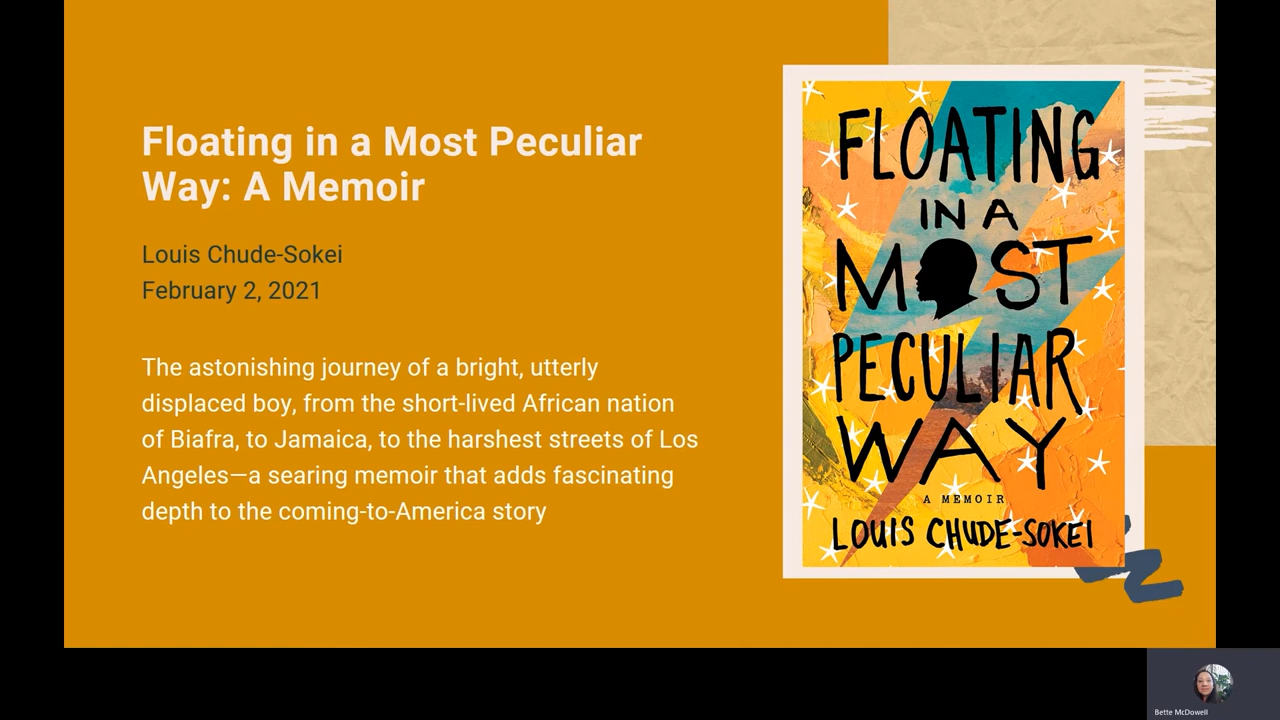 Floating in a Most Peculiar
Way: A Memoir
Louis Chude-Sokei
February 2, 2021
The astonishing journey of a bright, utterly
displaced boy, from the short-lived African nation
of Biafra, to Jamaica, to the harshest streets of Los
Angeles—a searing memoir that adds fascinating
depth to the coming-to-America story
FLOATING
IN A
MOST
PECULIAR
WAY
A MEMOIR
LOUIS CHUDE-SOKEI
Bette McDowell